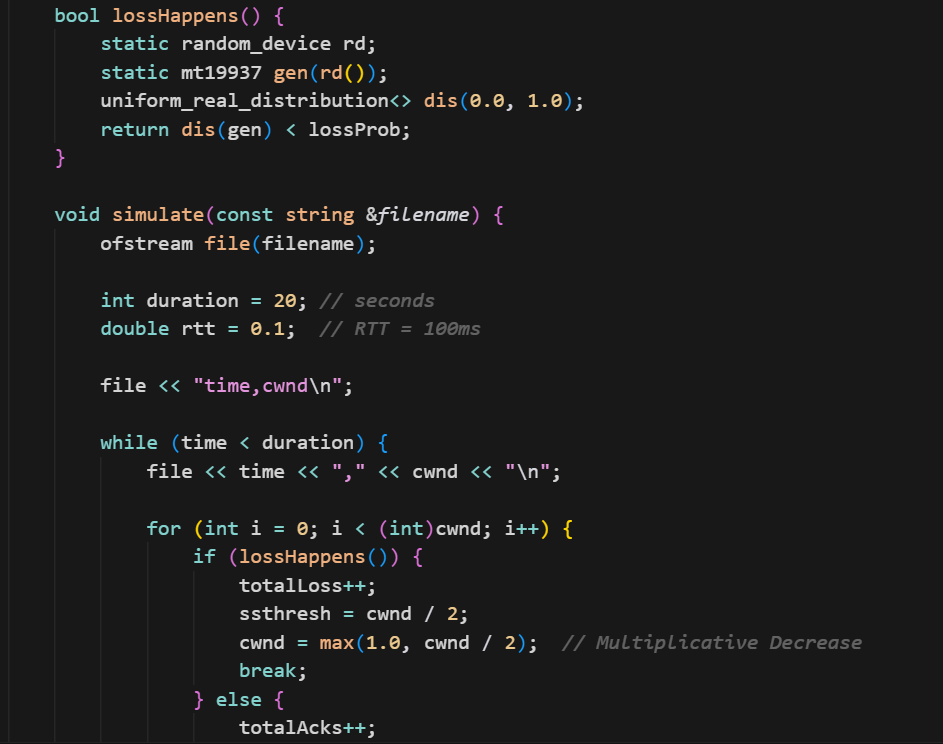 bool lossHappens() {
    static random_device rd;
    static mt19937 gen(rd());
    uniform_real_distribution<> dis(0.0, 1.0);
    return dis(gen) < lossProb;
}

void simulate(const string &filename) {
    ofstream file(filename);

    int duration = 20; // seconds
    double rtt = 0.1;  // RTT = 100ms

    file << "time,cwnd\n";

    while (time < duration) {
        file << time << "," << cwnd << "\n";

        for (int i = 0; i < (int)cwnd; i++) {
            if (lossHappens()) {
                totalLoss++;
                ssthresh = cwnd / 2;
                cwnd = max(1.0, cwnd / 2);  // Multiplicative Decrease
                break;
            } else {
                totalAcks++;